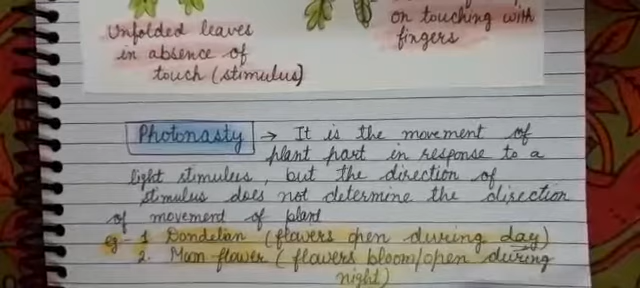 Unfolded leaves
in absence of
touch (stimulus)
on touching with
fingers
Photonasty → It is the movement of
plant part in response to a
light stimulus, but the direction of
stimulus does not determine the direction
of movement of plant
eg- 1 Dandelian (flowers open during day)
2. Moon flower (flowers bloom/open during
night)